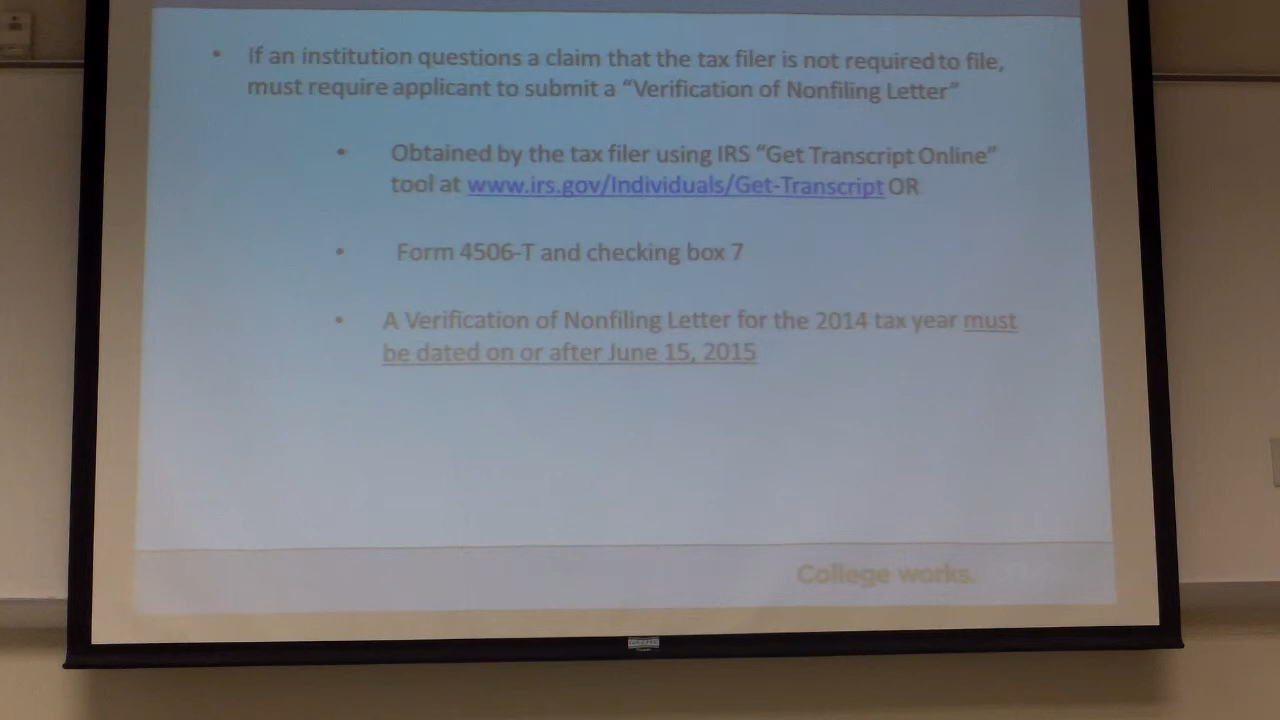 • If an institution questions a claim that the tax filer is not required to file,
must require applicant to submit a “Verification of Nonfiling Letter”
• Obtained by the tax filer using IRS “Get Transcript Online”
tool at www.irs.gov/Individuals/Get-Transcript OR
• Form 4506-T and checking box 7
• A Verification of Nonfiling Letter for the 2014 tax year must
be dated on or after June 15, 2015
College works.